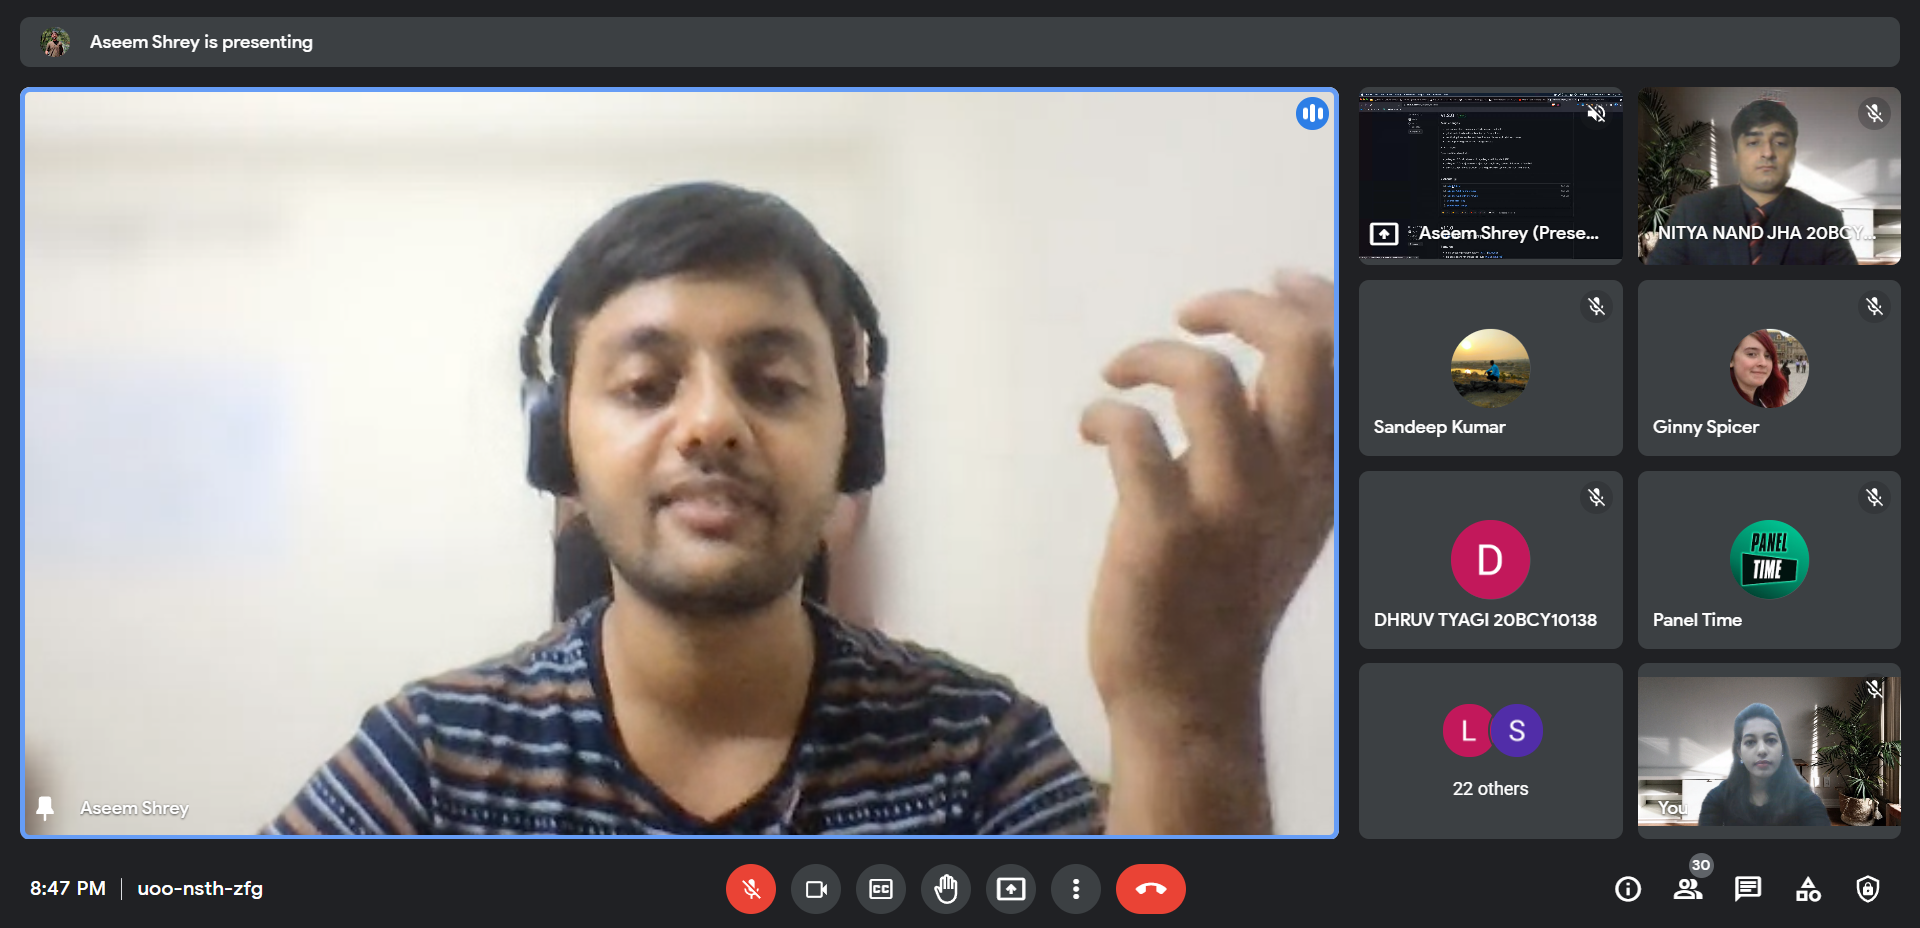 Aseem Shrey is presenting
Aseem Shrey
Aseem Shrey (Prese...
NITYA NAND JHA 20BCY...
Sandeep Kumar
Ginny Spicer
D
DHRUV TYAGI 20BCY10138
PANEL
TIME
Panel Time
L S
22 others
You
8:47 PM | uoo-nsth-zfg
CC
30